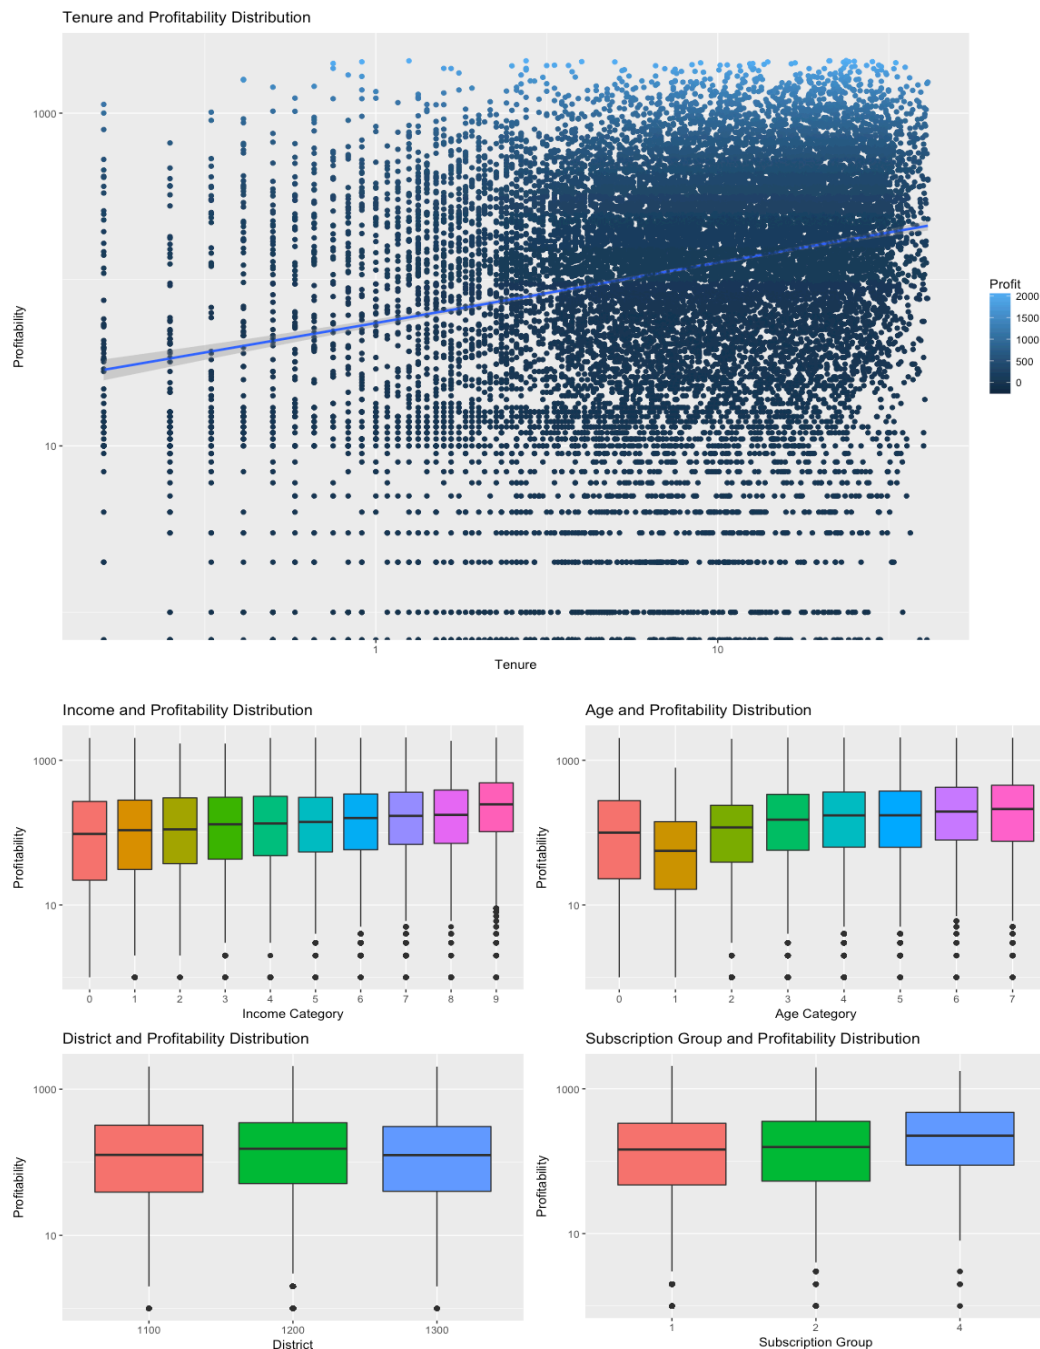 Tenure and Profitability Distribution
1000
10
Profitability
1
10
Tenure
Profit
2000
1500
1000
500
0
Income and Profitability Distribution
1000
10
Profitability
0 1 2 3 4 5 6 7 8 9
Income Category
Age and Profitability Distribution
1000
10
Profitability
0 1 2 3 4 5 6 7
Age Category
District and Profitability Distribution
1000
10
Profitability
1100 1200 1300
District
Subscription Group and Profitability Distribution
1000
10
Profitability
1 2 4
Subscription Group